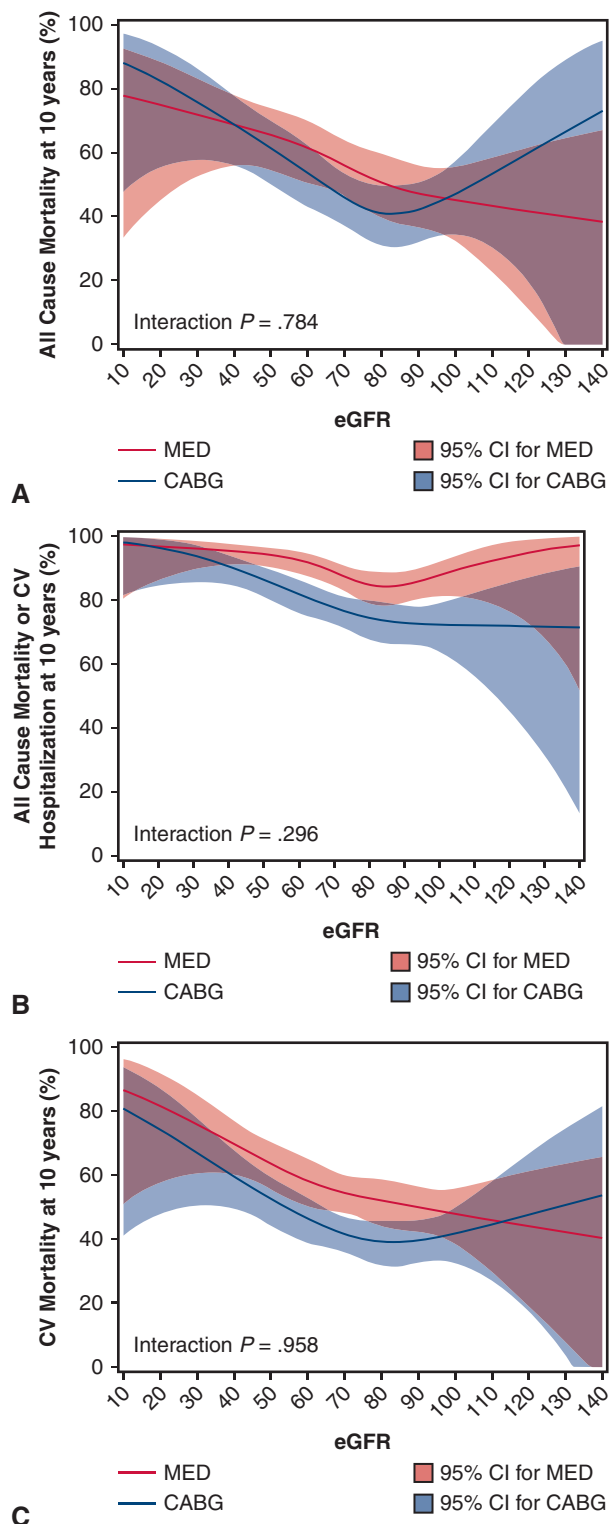 All Cause Mortality at 10 years (%)
100
80
60
40
20
0
Interaction P = .784
10 20 30 40 50 60 70 80 90 100 110 120 130 140
eGFR
MED 95% CI for MED
CABG 95% CI for CABG
A
All Cause Mortality or CV
Hospitalization at 10 years (%)
100
80
60
40
20
0
Interaction P = .296
10 20 30 40 50 60 70 80 90 100 110 120 130 140
eGFR
MED 95% CI for MED
CABG 95% CI for CABG
B
CV Mortality at 10 years (%)
100
80
60
40
20
0
Interaction P = .958
10 20 30 40 50 60 70 80 90 100 110 120 130 140
eGFR
MED 95% CI for MED
CABG 95% CI for CABG
C